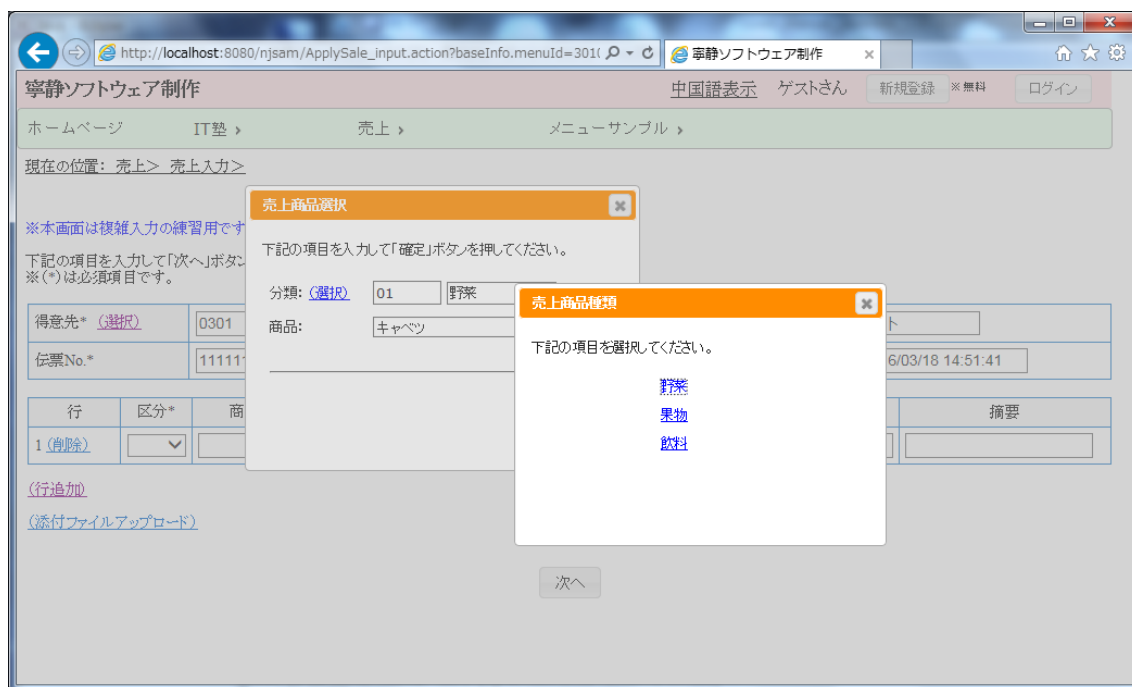 http://localhost:8080/njsam/ApplySale_input.action?baseInfo.menuId=301(
寧静ソフトウェア制作
寧静ソフトウェア制作
中国語表示 ゲストさん 新規登録 ※無料 ログイン
ホームページ IT塾 売上 メニューサンプル
現在の位置: 売上> 売上入力>
売上商品選択
※本画面は複雑入力の練習用です
下記の項目を入力して「確定」ボタンを押してください。
下記の項目を入力して「次へ」ボタン
※(*)は必須項目です。
分類: (選択) 01 野菜
売上商品種類
得意先* (選択) 0301
商品: キャベツ
ト
下記の項目を選択してください。
伝票No.* 11111
6/03/18 14:51:41
野菜
果物
飲料
行 区分* 商 摘要
1 (削除)
(行追加)
(添付ファイルアップロード)
次へ